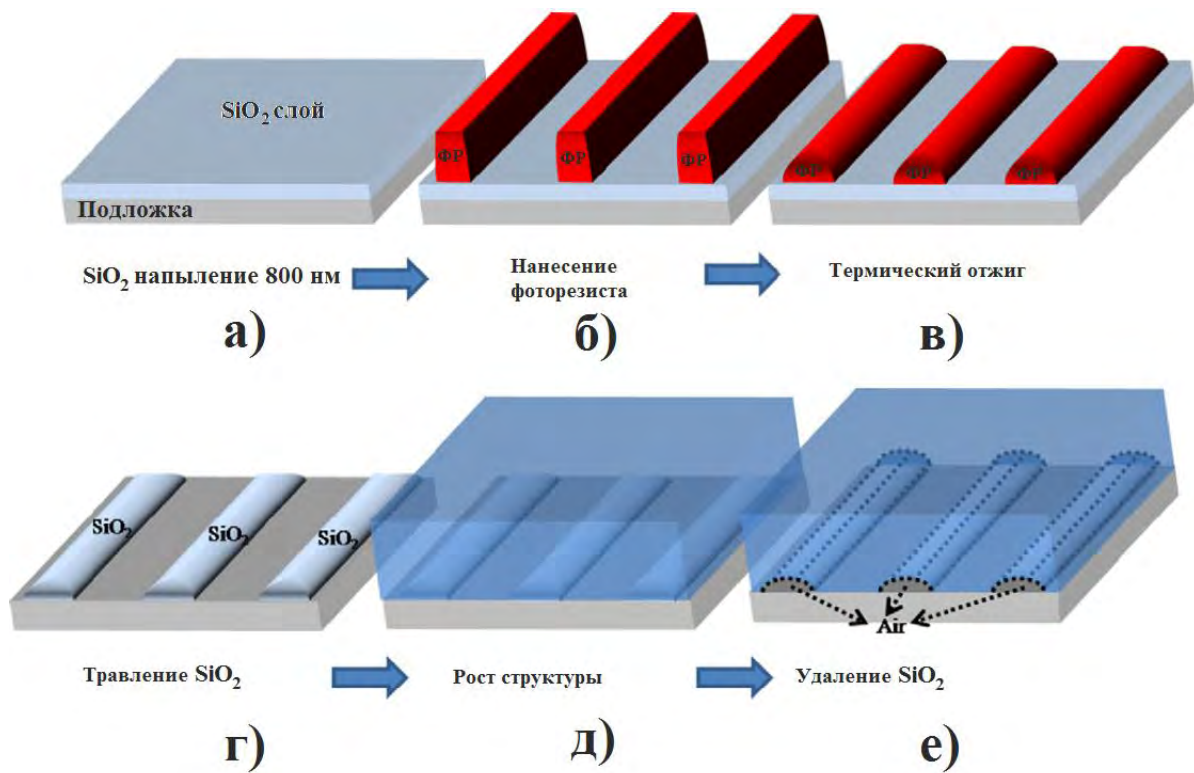 SiO2 слой
Подложка
ФР
ФР
ФР
ФР
ФР
ФР
SiO2 напыление 800 нм
Нанесение
фоторезиста
Термический отжиг
а)
б)
в)
SiO2
SiO2
SiO2
Air
Травление SiO2
Рост структуры
Удаление SiO2
г)
д)
е)